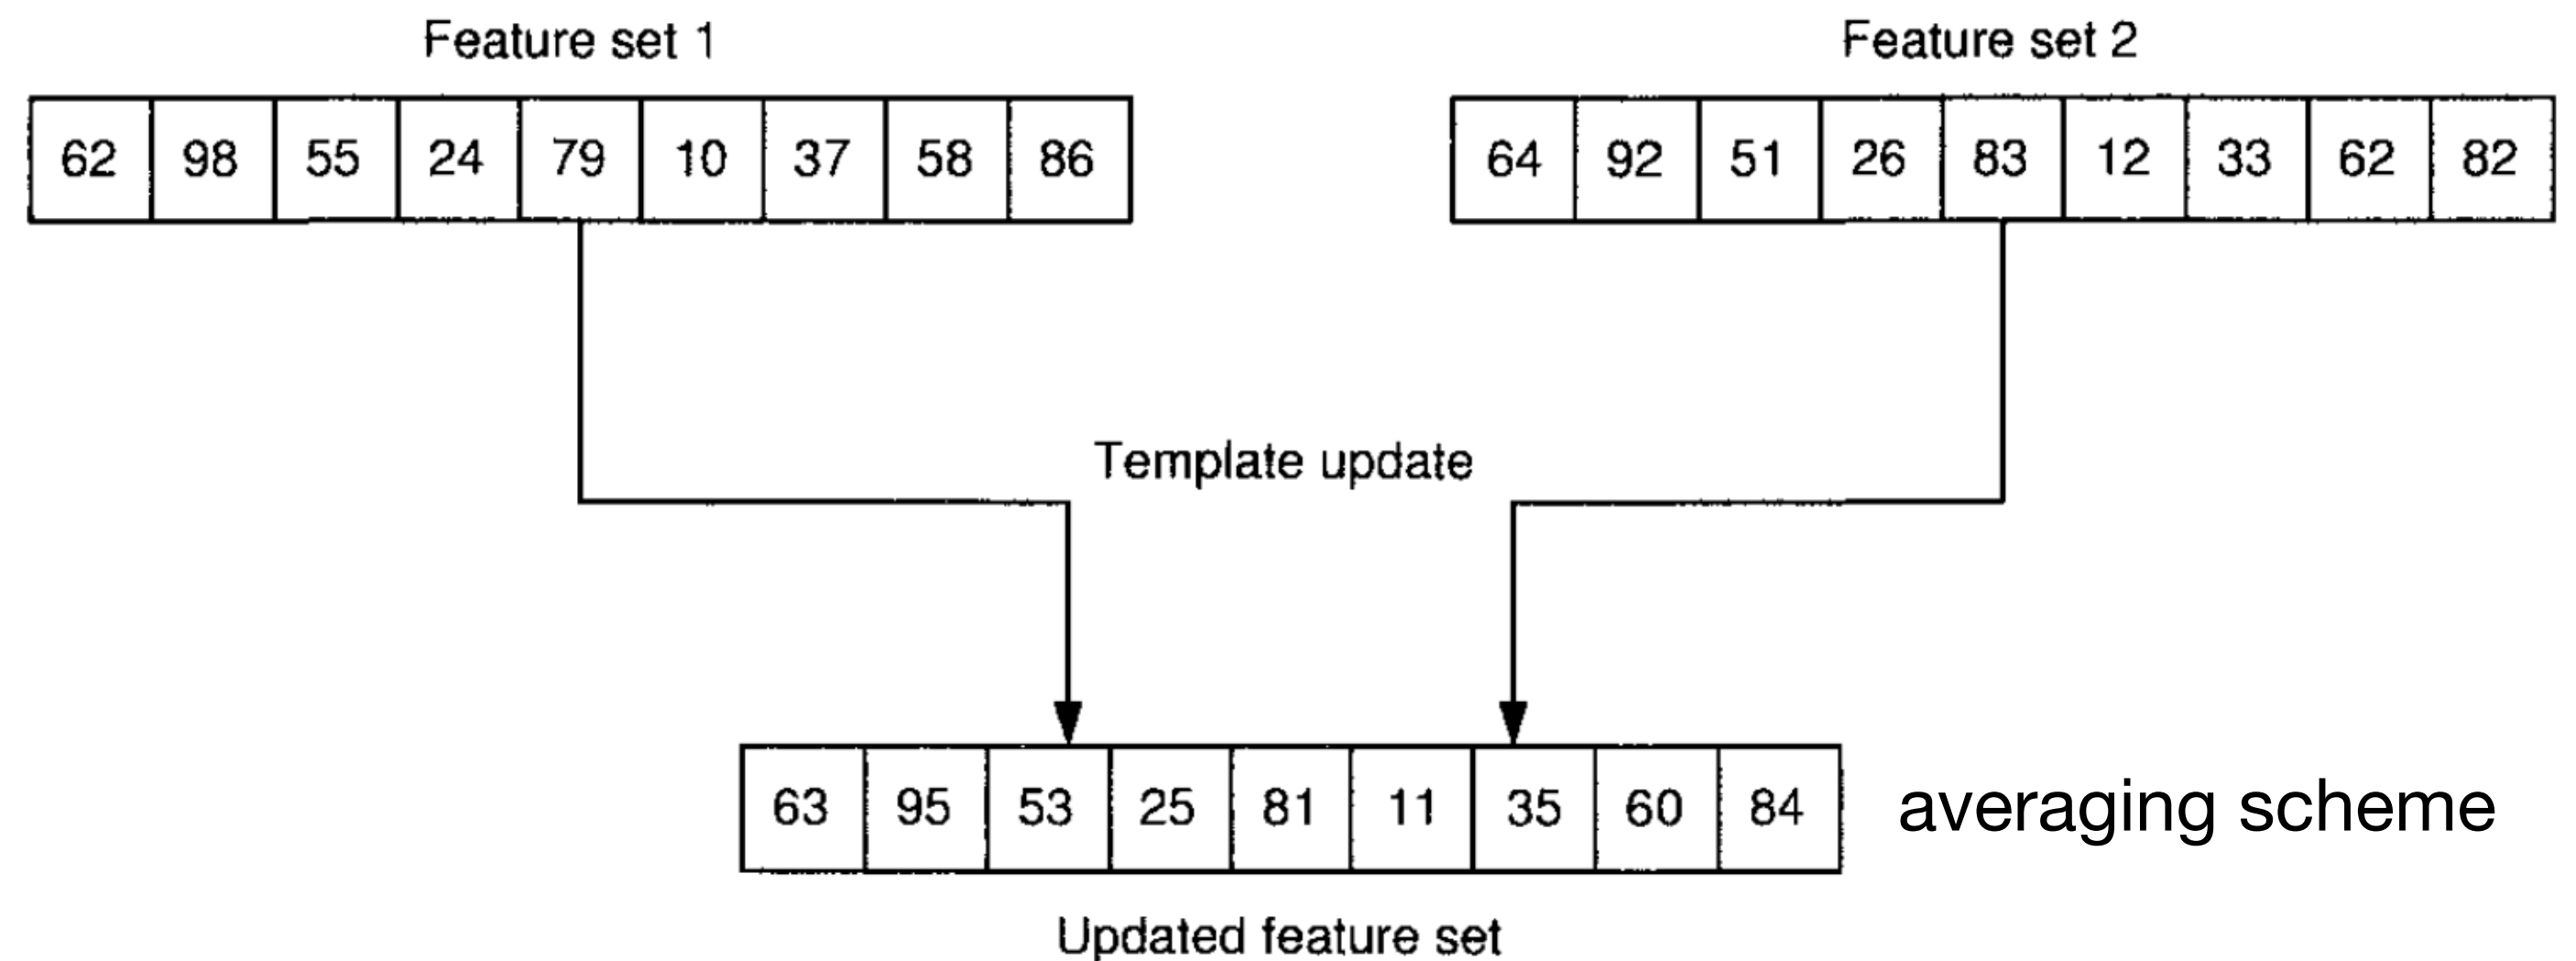 Feature set 1
Feature set 2
62 98 55 24 79 10 37 58 86
64 92 51 26 83 12 33 62 82
Template update
63 95 53 25 81 11 35 60 84
averaging scheme
Updated feature set